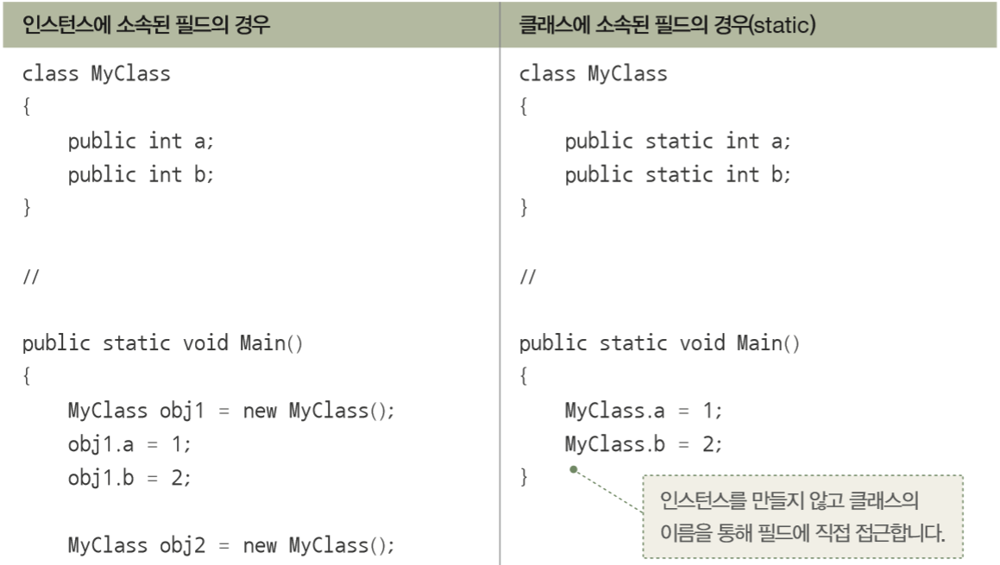 인스턴스에 소속된 필드의 경우
class MyClass
{
    public int a;
    public int b;
}
//
public static void Main()
{
    MyClass obj1 = new MyClass();
    obj1.a = 1;
    obj1.b = 2;
    MyClass obj2 = new MyClass();
클래스에 소속된 필드의 경우(static)
class MyClass
{
    public static int a;
    public static int b;
}
//
public static void Main()
{
    MyClass.a = 1;
    MyClass.b = 2;
}
인스턴스를 만들지 않고 클래스의
이름을 통해 필드에 직접 접근합니다.